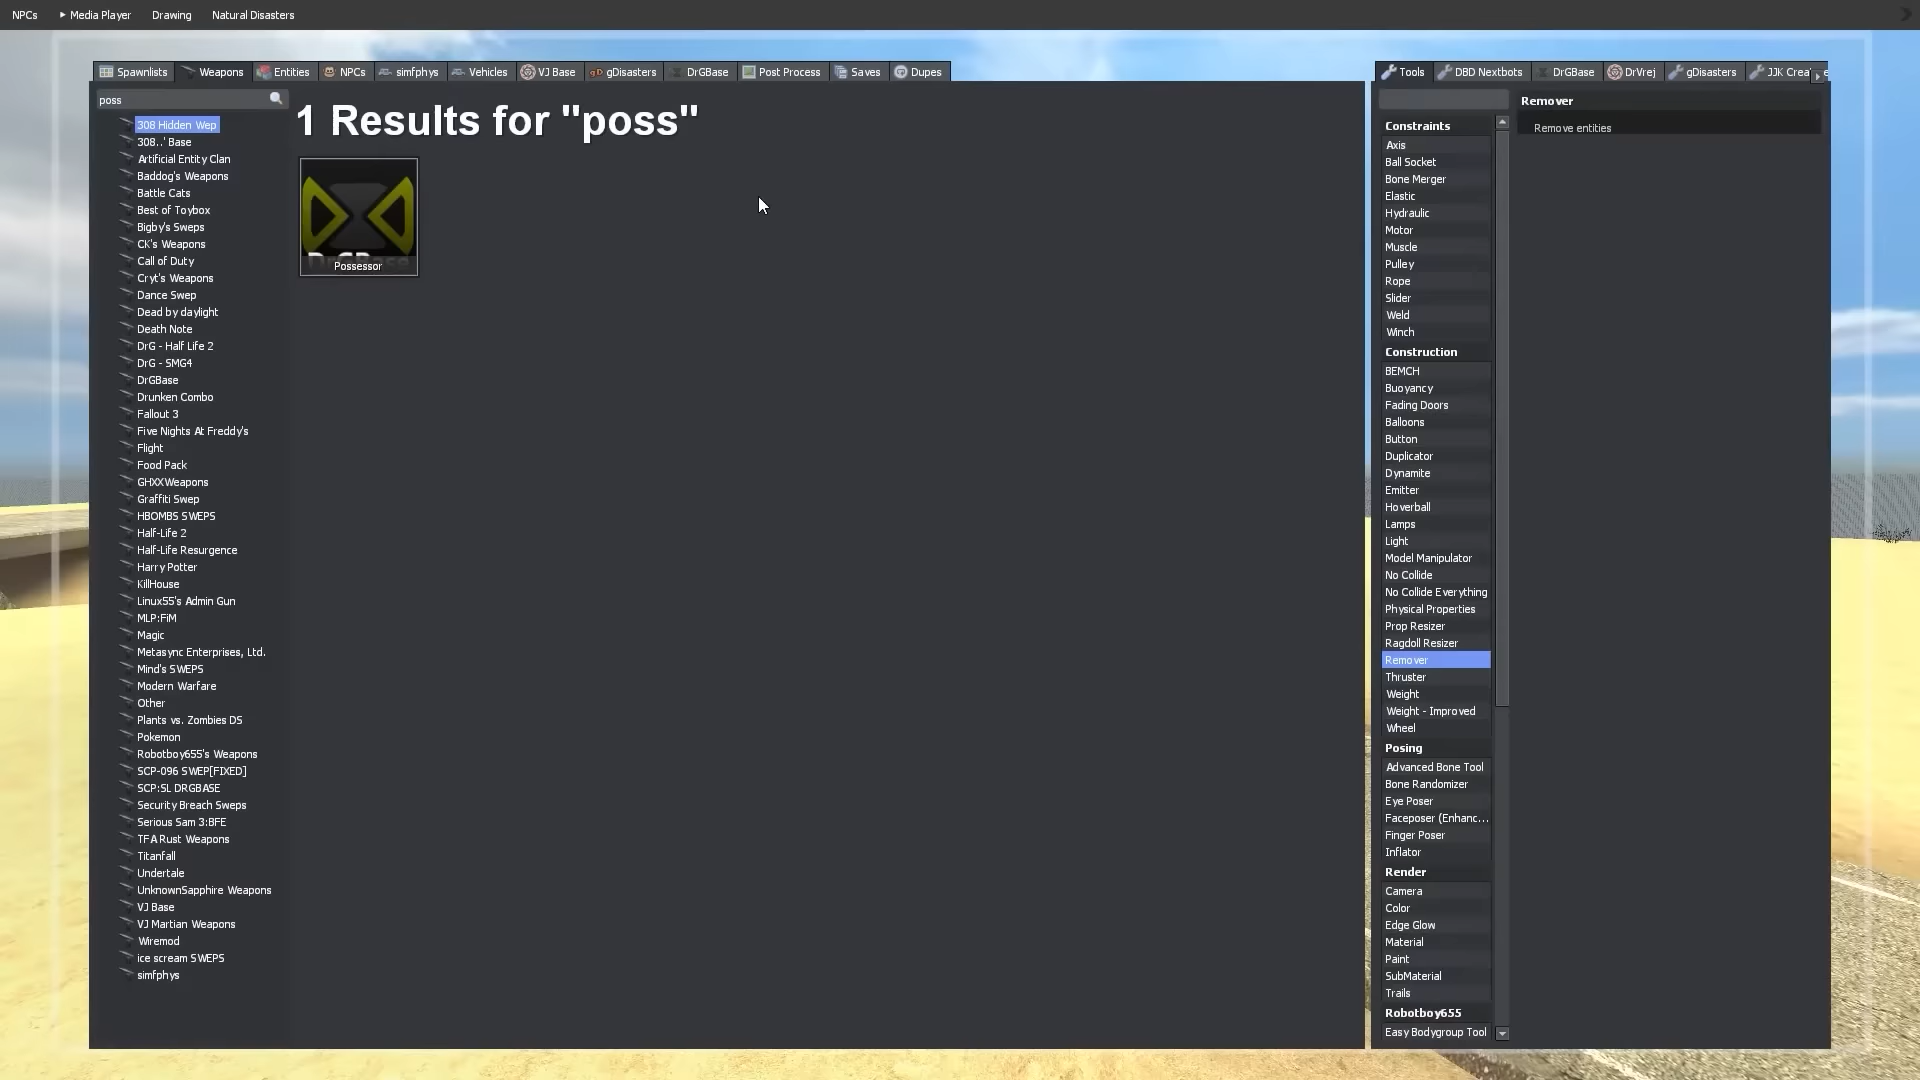 NPCs Media Player Drawing Natural Disasters
Spawnlists Weapons Entities NPCs simfphys Vehicles VJ Base gDisasters DrGBase Post Process Saves Dupes
poss
308 Hidden Wep
308..' Base
Artificial Entity Clan
Baddog's Weapons
Battle Cats
Best of Toybox
Bigby's Sweps
CK's Weapons
Call of Duty
Cryt's Weapons
Dance Swep
Dead by daylight
Death Note
DrG - Half Life 2
DrG - SMG4
DrGBase
Drunken Combo
Fallout 3
Five Nights At Freddy's
Flight
Food Pack
GHXXWeapons
Graffiti Swep
HBOMBS SWEPS
Half-Life 2
Half-Life Resurgence
Harry Potter
KillHouse
Linux55's Admin Gun
MLP:FiM
Magic
Metasync Enterprises, Ltd.
Mind's SWEPS
Modern Warfare
Other
Plants vs. Zombies DS
Pokemon
Robotboy655's Weapons
SCP-096 SWEP[FIXED]
SCP:SL DRGBASE
Security Breach Sweps
Serious Sam 3:BFE
TFA Rust Weapons
Titanfall
Undertale
UnknownSapphire Weapons
VJ Base
VJ Martian Weapons
Wiremod
ice scream SWEPS
simfphys
1 Results for "poss"
DrGBase
Possessor
Tools DBD Nextbots DrGBase DrVrej gDisasters JJK Crea
Constraints
Axis
Ball Socket
Bone Merger
Elastic
Hydraulic
Motor
Muscle
Pulley
Rope
Slider
Weld
Winch
Construction
BEMCH
Buoyancy
Fading Doors
Balloons
Button
Duplicator
Dynamite
Emitter
Hoverball
Lamps
Light
Model Manipulator
No Collide
No Collide Everything
Physical Properties
Prop Resizer
Ragdoll Resizer
Remover
Thruster
Weight
Weight - Improved
Wheel
Posing
Advanced Bone Tool
Bone Randomizer
Eye Poser
Faceposer (Enhanc...
Finger Poser
Inflator
Render
Camera
Color
Edge Glow
Material
Paint
SubMaterial
Trails
Robotboy655
Easy Bodygroup Tool
Remover
Remove entities